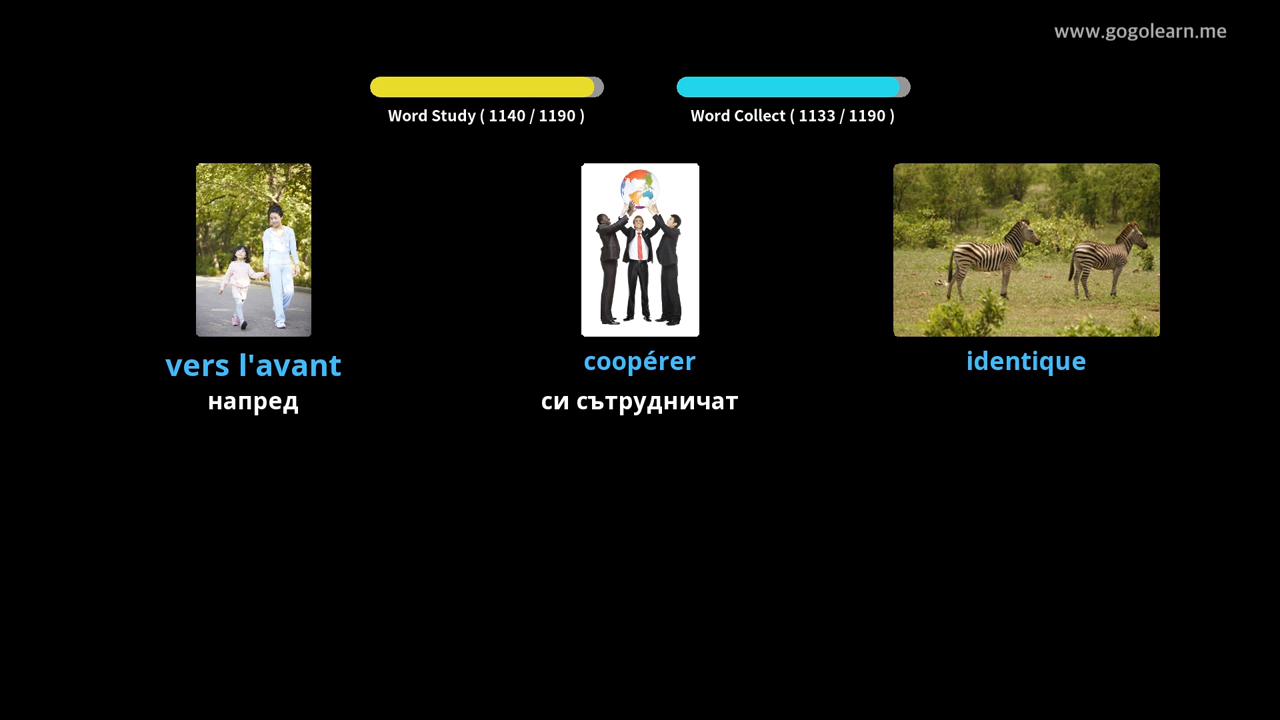 www.gogolearn.me
Word Study ( 1140 / 1190 )
Word Collect ( 1133 / 1190 )
vers l'avant
напред
coopérer
си сътрудничат
identique